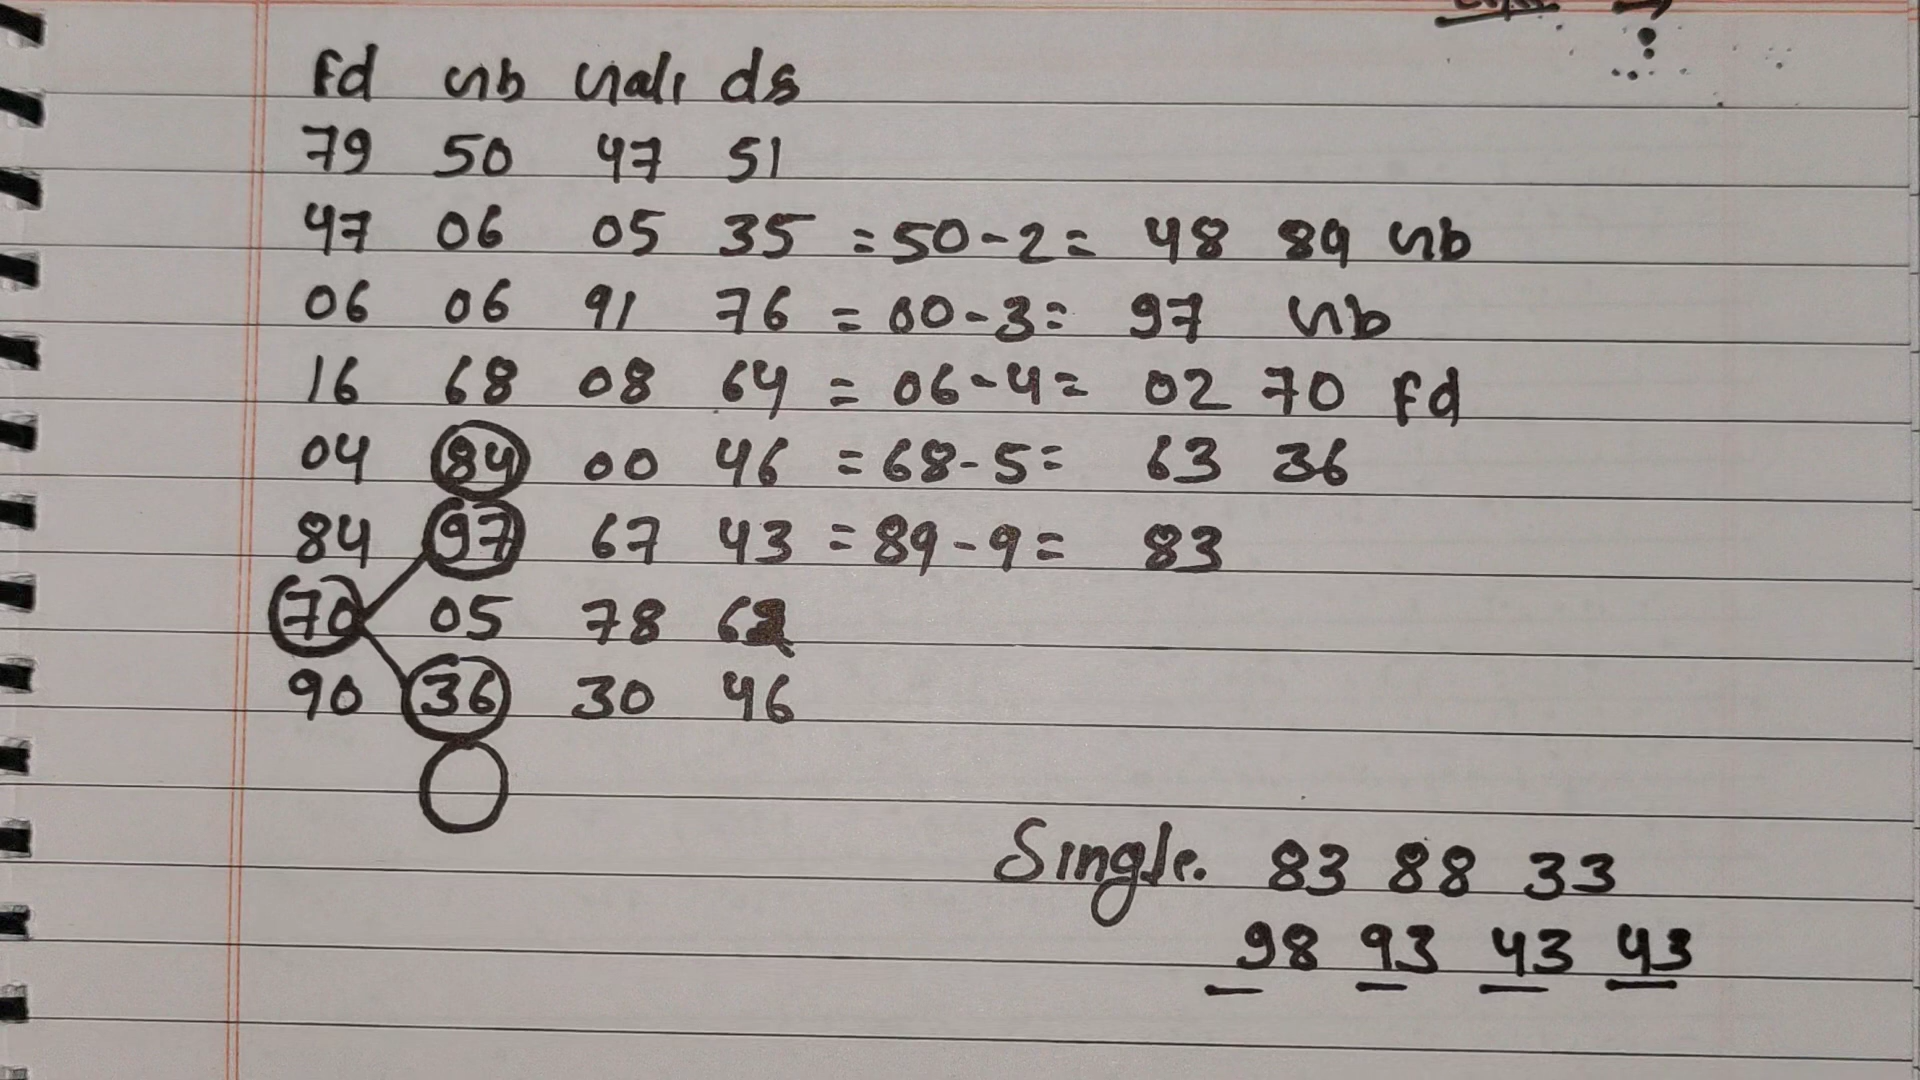 Fd Gb Gali ds
79 50 47 51
47 06 05 35 = 50-2= 48 89 Gb
06 06 91 76 = 00-3= 97 Gb
16 68 08 64 = 06-4= 02 70 Fd
04 84 00 46 = 68-5= 63 36
84 97 67 43 = 89-9= 83
70 05 78
90 36 30 46
Single. 83 88 33
98 93 43 43